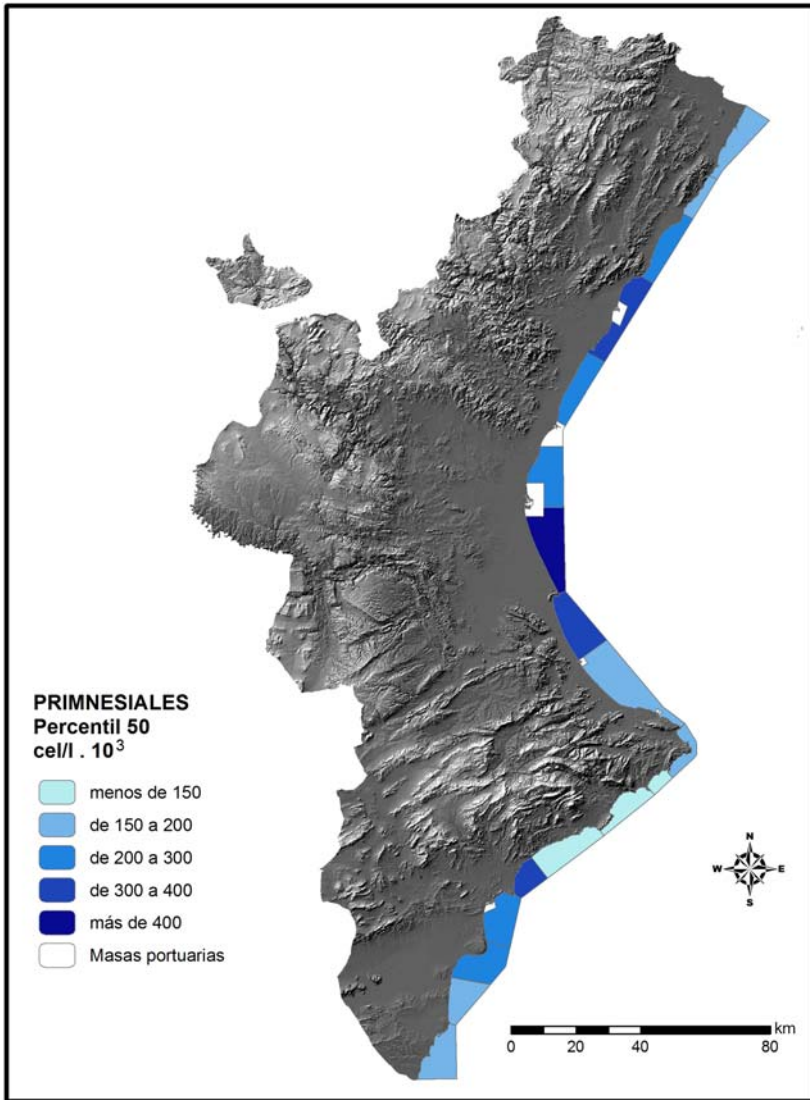 PRIMNESIALES
Percentil 50
cel/l . 10³
menos de 150
de 150 a 200
de 200 a 300
de 300 a 400
más de 400
Masas portuarias
N
W E
S
km
0 20 40 80